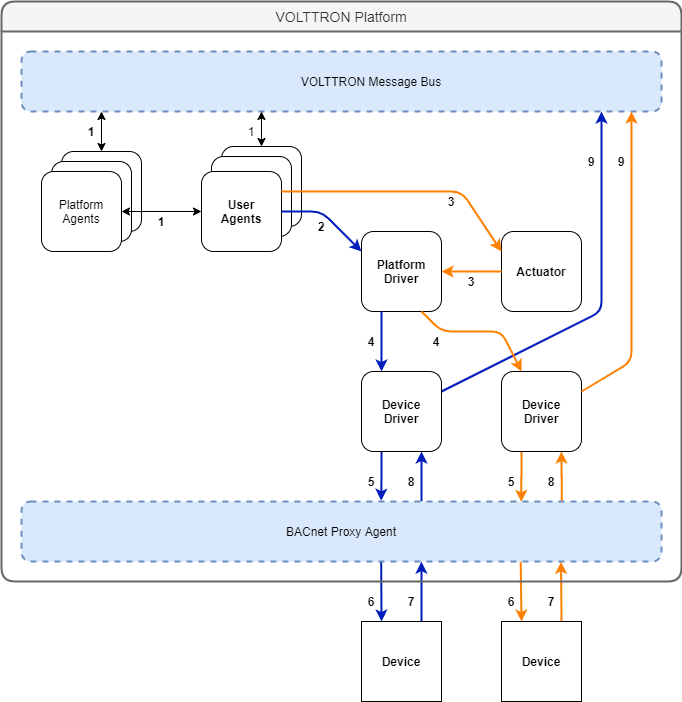 VOLTTRON Platform
VOLTTRON Message Bus
1
1
9
9
Platform
Agents
1
User
Agents
2
3
Platform
Driver
3
Actuator
4
4
Device
Driver
Device
Driver
5
8
5
8
BACnet Proxy Agent
6
7
6
7
Device
Device